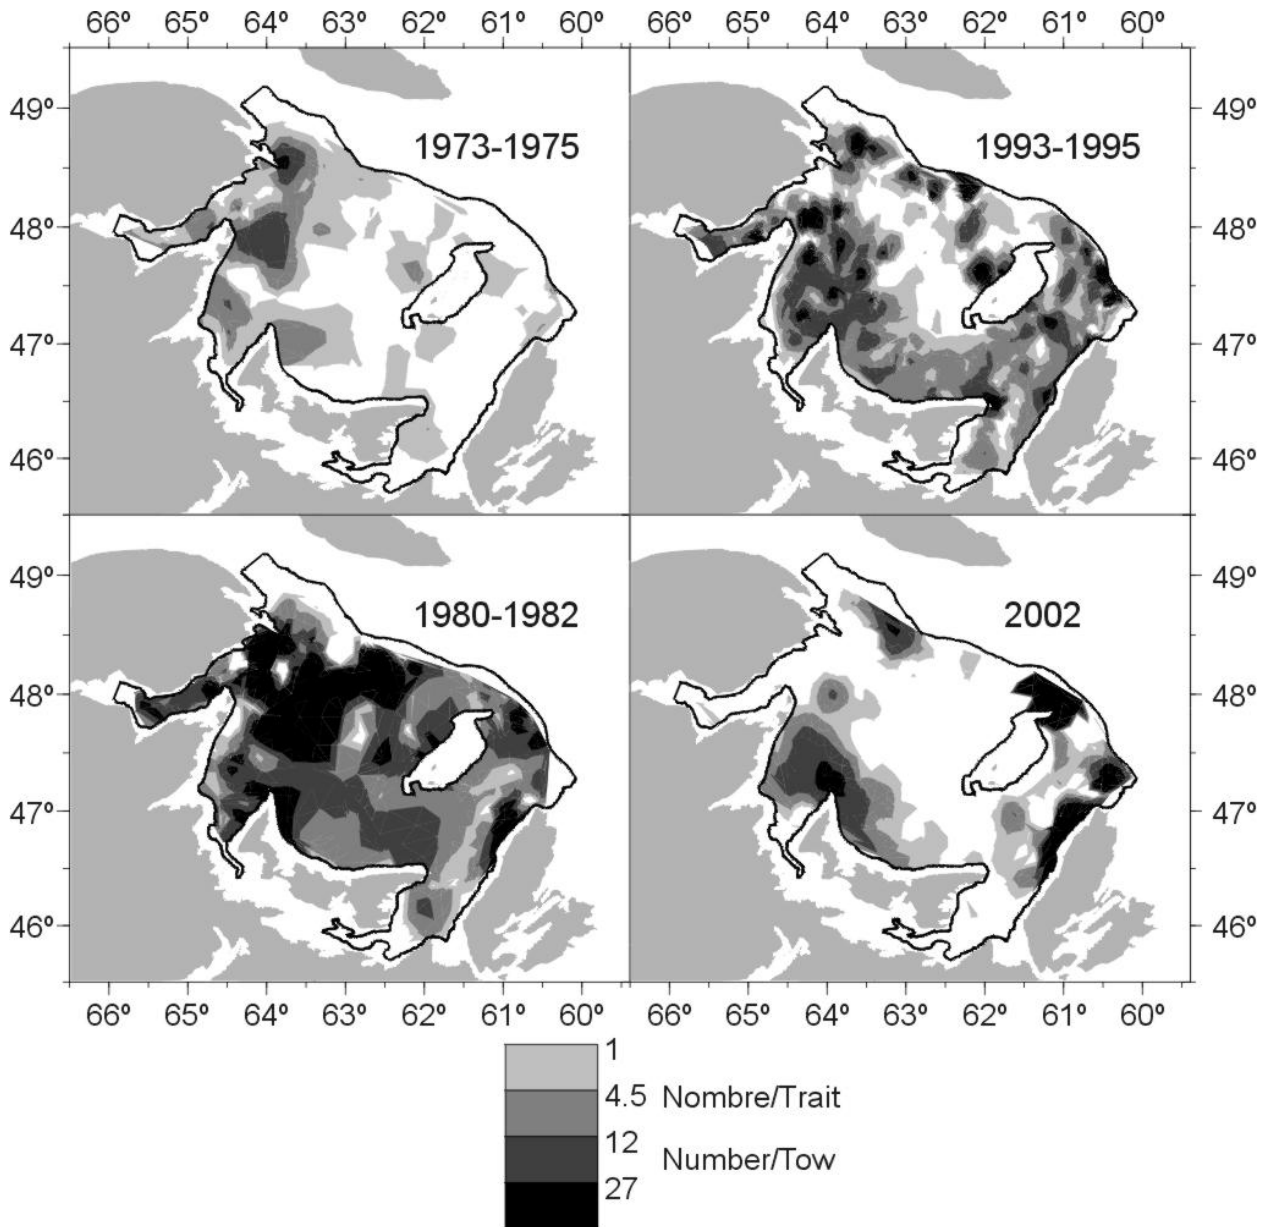 66º 65º 64º 63º 62º 61º 60º 66º 65º 64º 63º 62º 61º 60º
49º 1973-1975 1993-1995 49º
48º 48º
47º 47º
46º 46º
49º 1980-1982 2002 49º
48º 48º
47º 47º
46º 46º
66º 65º 64º 63º 62º 61º 60º 66º 65º 64º 63º 62º 61º 60º
1
4.5 Nombre/Trait
12 Number/Tow
27